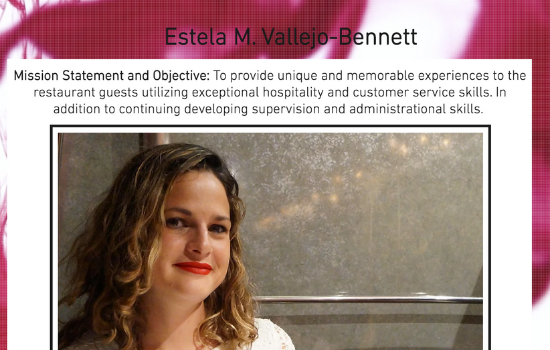 Estela M. Vallejo-Bennett
Mission Statement and Objective: To provide unique and memorable experiences to the
restaurant guests utilizing exceptional hospitality and customer service skills. In
addition to continuing developing supervision and administrational skills.